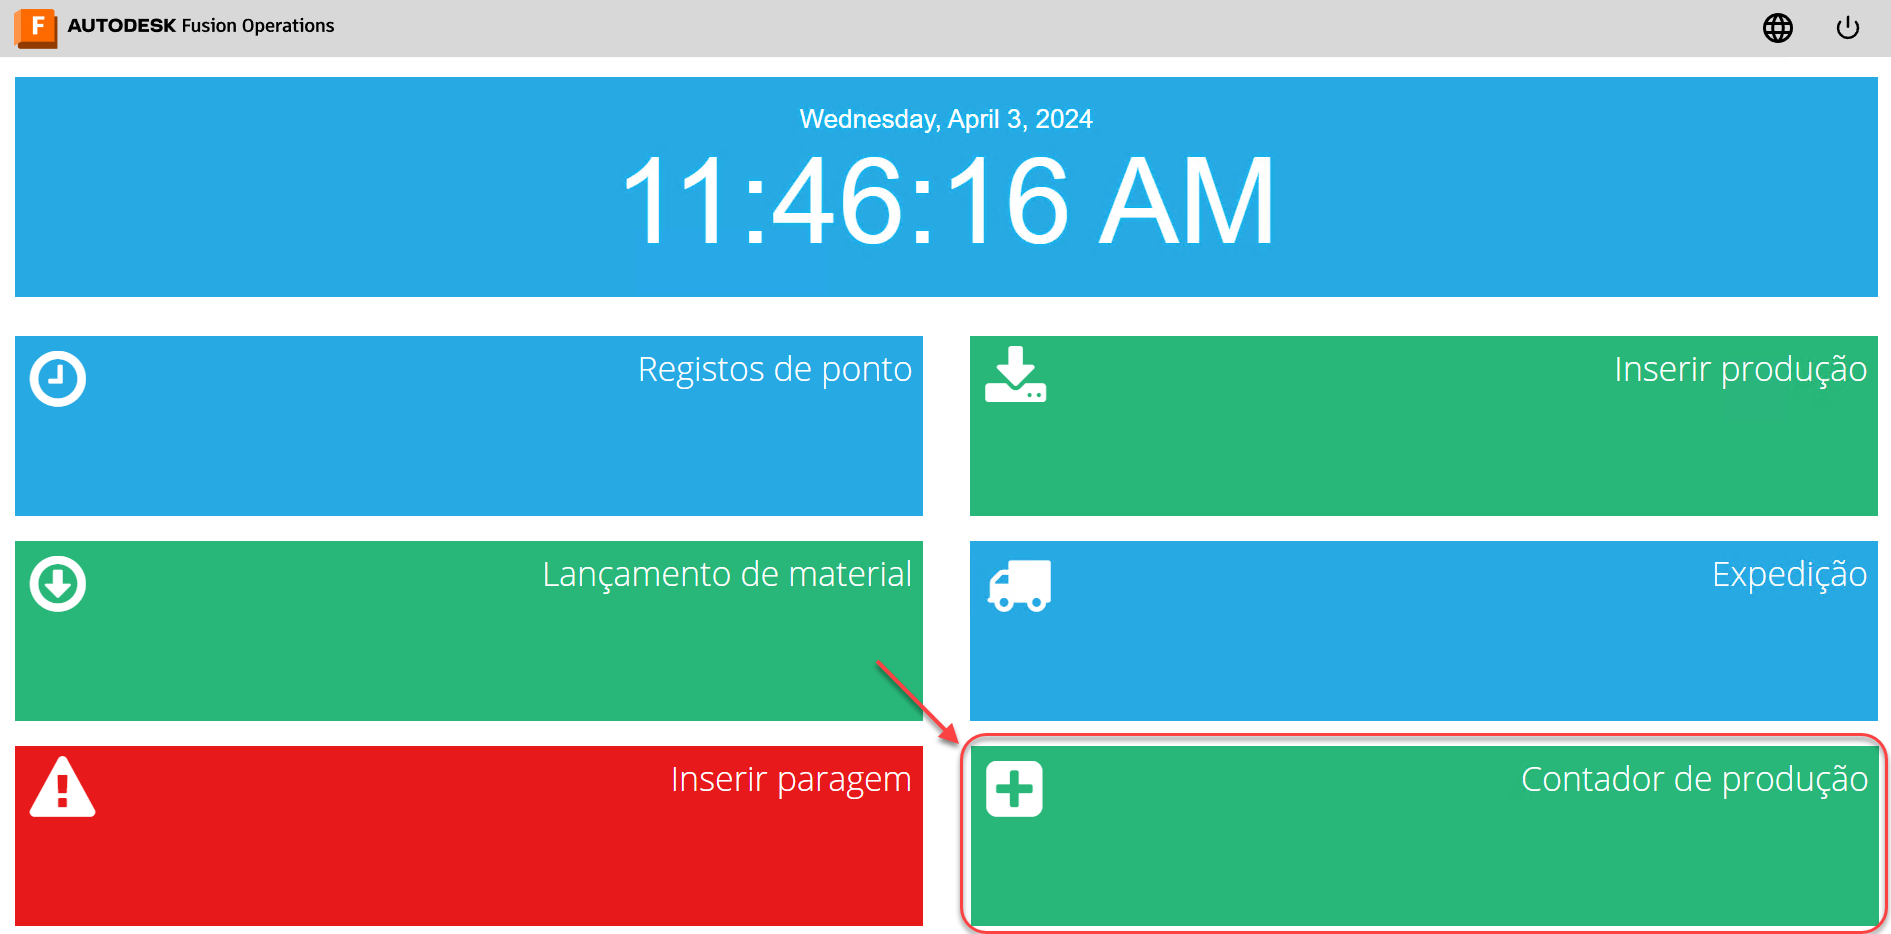 AUTODESK Fusion Operations
Wednesday, April 3, 2024
11:46:16 AM
Registos de ponto
Inserir produção
Lançamento de material
Expedição
Inserir paragem
Contador de produção